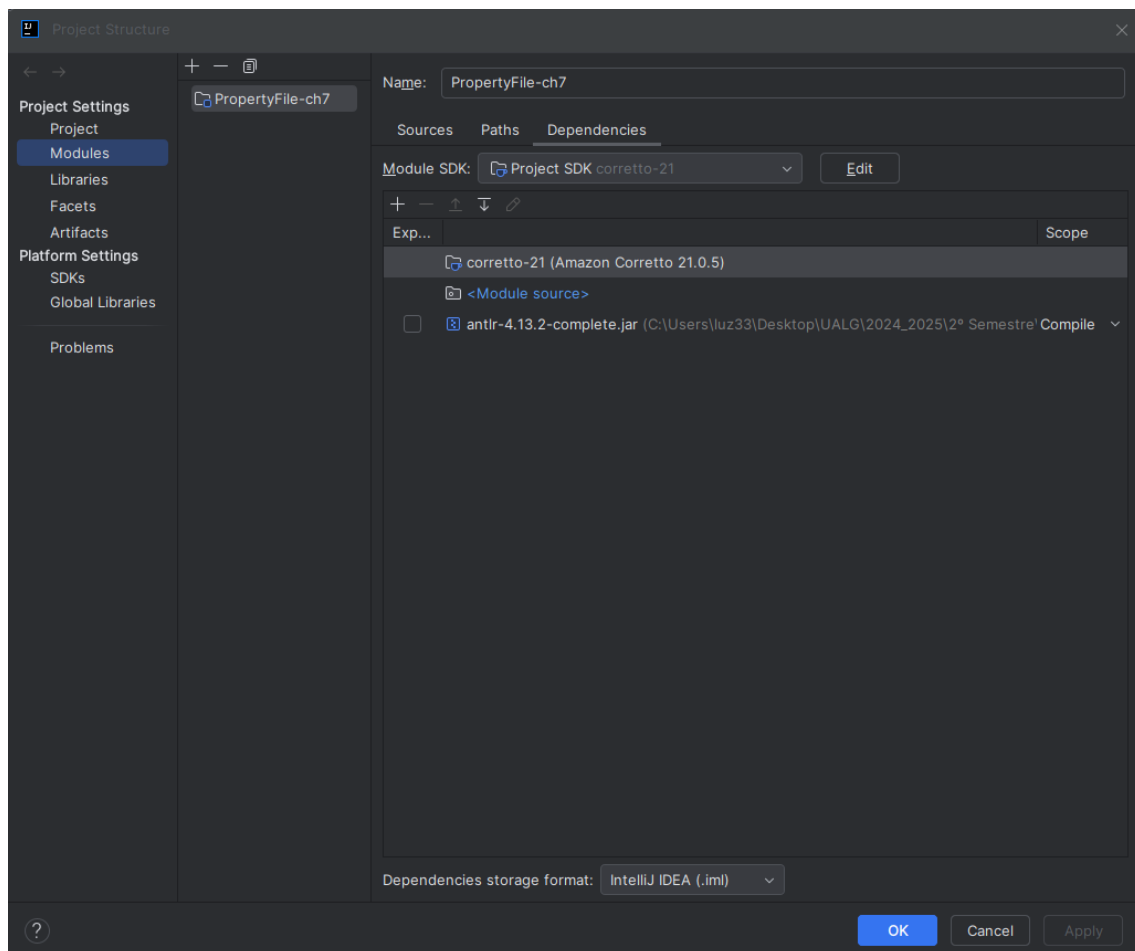 Project Structure
Project Settings
Project
Modules
Libraries
Facets
Artifacts
Platform Settings
SDKs
Global Libraries
Problems
PropertyFile-ch7
Name: PropertyFile-ch7
Sources Paths Dependencies
Module SDK: Project SDK corretto-21 Edit
Exp... Scope
corretto-21 (Amazon Corretto 21.0.5)
<Module source>
antlr-4.13.2-complete.jar (C:\Users\luz33\Desktop\UALG\2024_2025\2º Semestre\ Compile
Dependencies storage format: IntelliJ IDEA (.iml)
? OK Cancel Apply